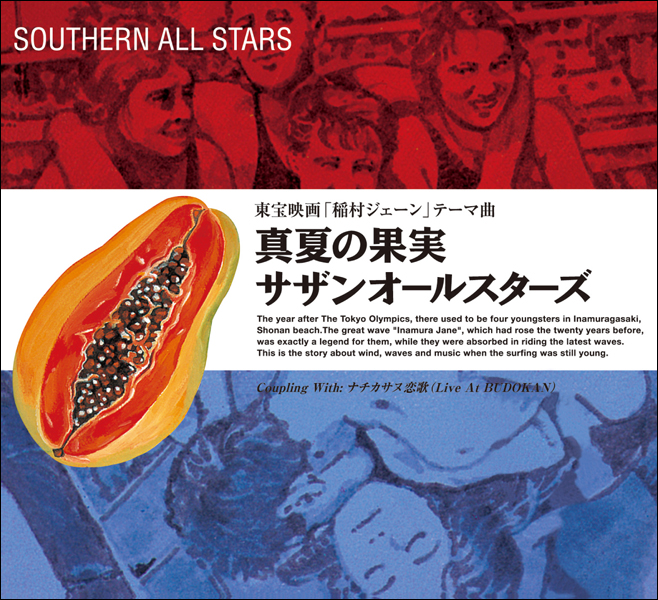 SOUTHERN ALL STARS
東宝映画「稲村ジェーン」テーマ曲
真夏の果実
サザンオールスターズ
The year after The Tokyo Olympics, there used to be four youngsters in Inamuragasaki,
Shonan beach.The great wave "Inamura Jane", which had rose the twenty years before,
was exactly a legend for them, while they were absorbed in riding the latest waves.
This is the story about wind, waves and music when the surfing was still young.
Coupling With: ナチカサヌ恋歌 (Live At BUDOKAN)